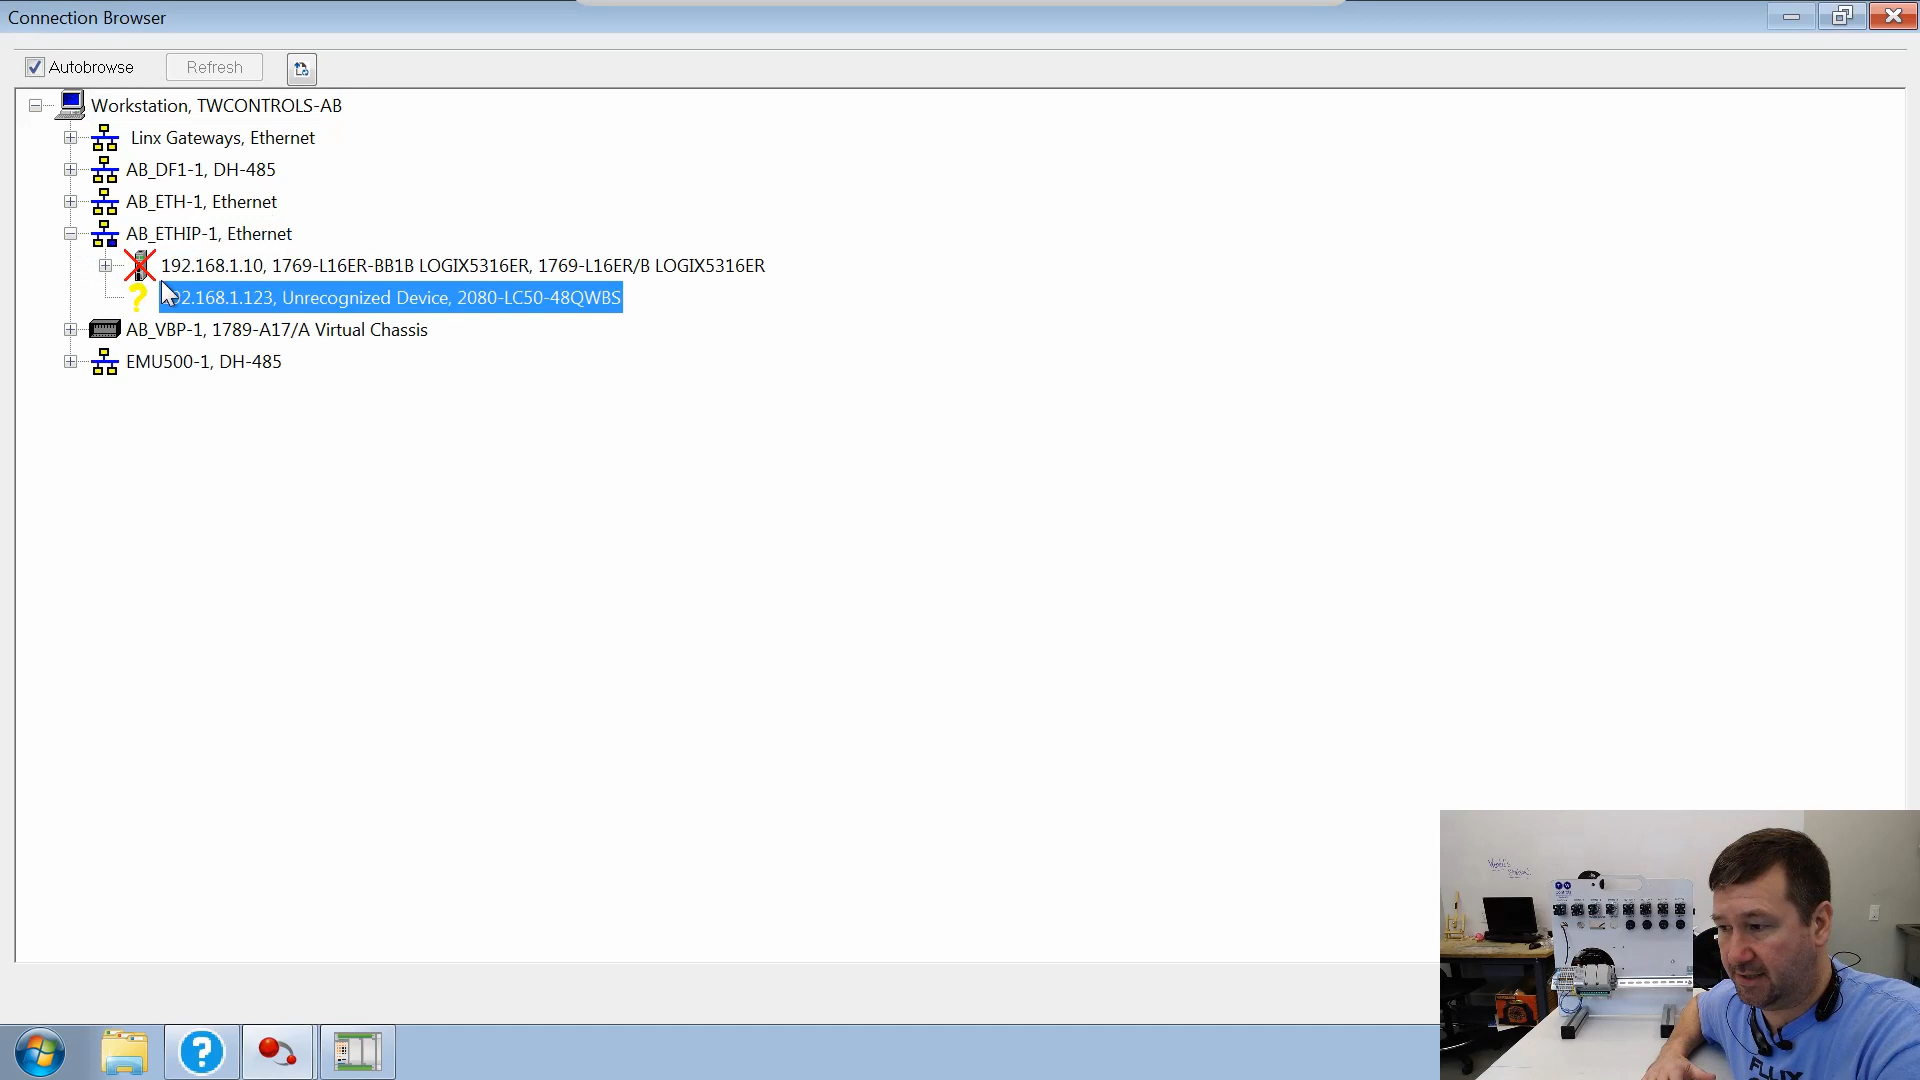 Connection Browser
Autobrowse
Refresh
Workstation, TWCONTROLS-AB
Linx Gateways, Ethernet
AB_DF1-1, DH-485
AB_ETH-1, Ethernet
AB_ETHIP-1, Ethernet
192.168.1.10, 1769-L16ER-BB1B LOGIX5316ER, 1769-L16ER/B LOGIX5316ER
2.168.1.123, Unrecognized Device, 2080-LC50-48QWBS
AB_VBP-1, 1789-A17/A Virtual Chassis
EMU500-1, DH-485